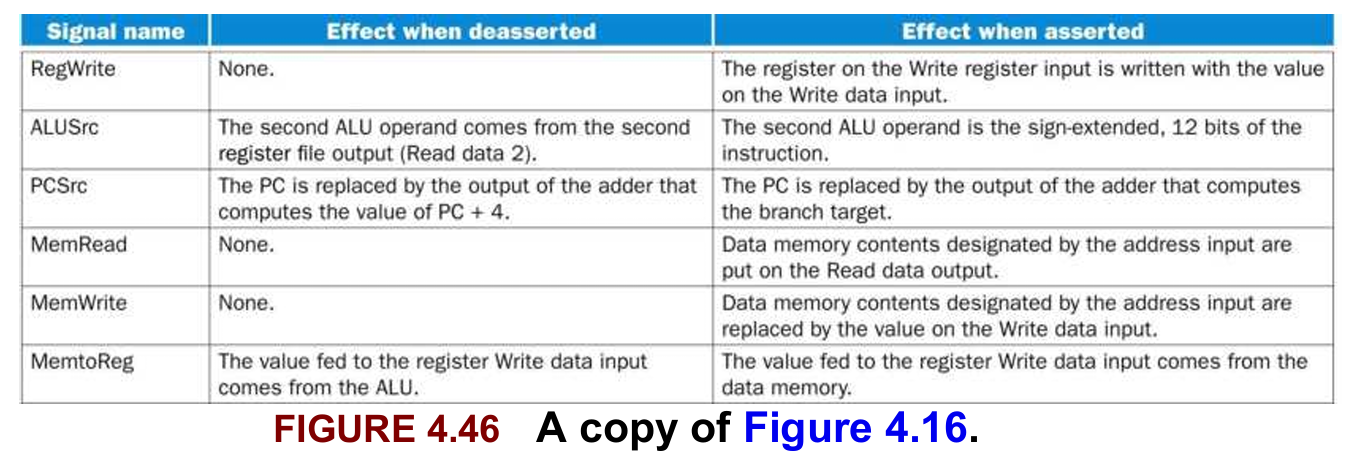 Signal name Effect when deasserted Effect when asserted
RegWrite None. The register on the Write register input is written with the value
on the Write data input.
ALUSrc The second ALU operand comes from the second
register file output (Read data 2).
The second ALU operand is the sign-extended, 12 bits of the
instruction.
PCSrc The PC is replaced by the output of the adder that
computes the value of PC + 4.
The PC is replaced by the output of the adder that computes
the branch target.
MemRead None. Data memory contents designated by the address input are
put on the Read data output.
MemWrite None. Data memory contents designated by the address input are
replaced by the value on the Write data input.
MemtoReg The value fed to the register Write data input
comes from the ALU.
The value fed to the register Write data input comes from the
data memory.
FIGURE 4.46 A copy of Figure 4.16.